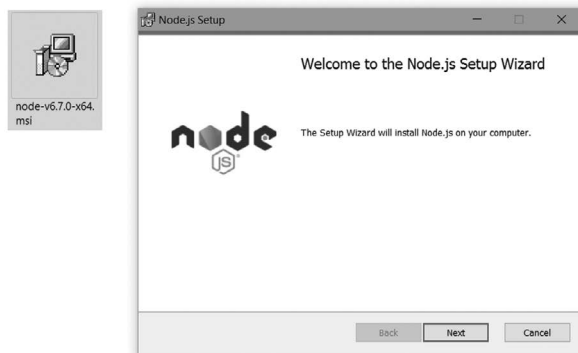 node-v6.7.0-x64.
msi
Node.js Setup
Welcome to the Node.js Setup Wizard
The Setup Wizard will install Node.js on your computer.
node
JS
Back
Next
Cancel